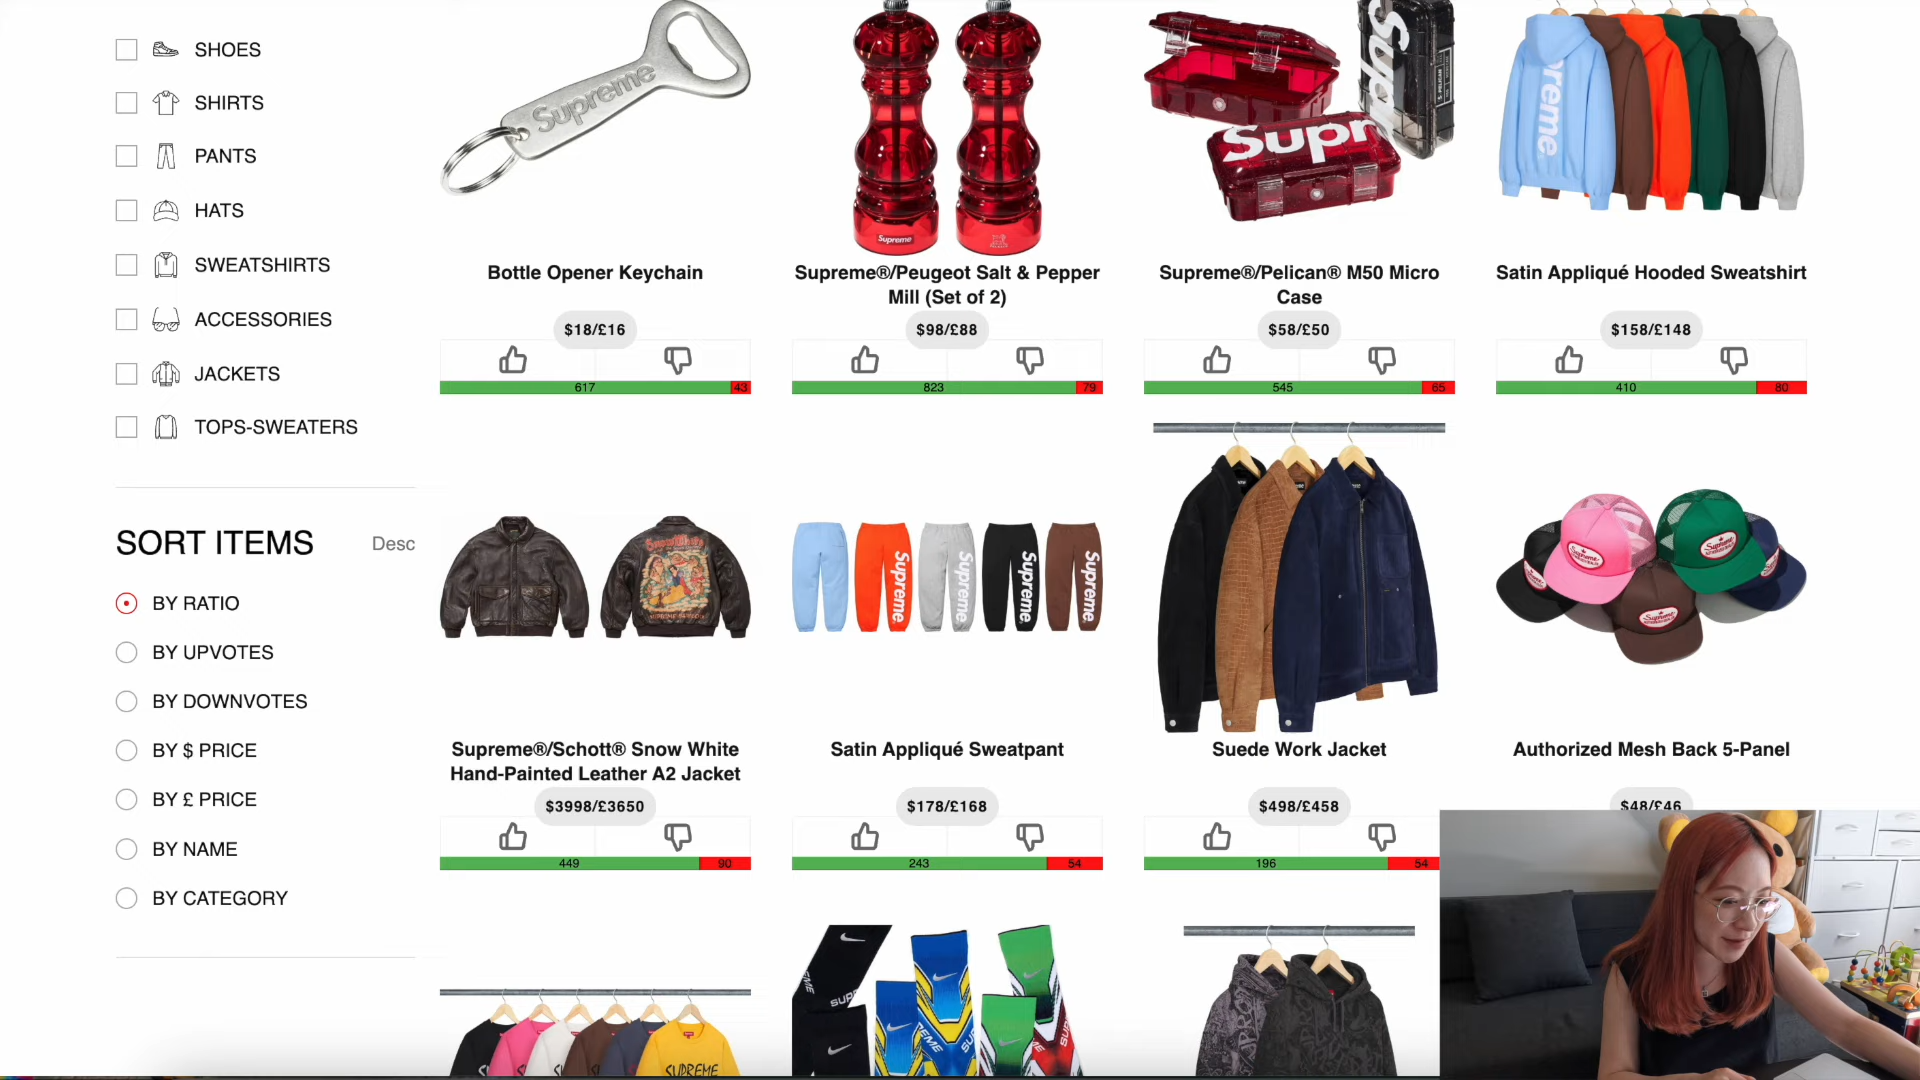 SHOES
SHIRTS
PANTS
HATS
SWEATSHIRTS
ACCESSORIES
JACKETS
TOPS-SWEATERS
SORT ITEMS
Desc
BY RATIO
BY UPVOTES
BY DOWNVOTES
BY $ PRICE
BY £ PRICE
BY NAME
BY CATEGORY
Supreme
Supreme
Supr
Supr
preme
Bottle Opener Keychain
$18/£16
617
43
Supreme®/Peugeot Salt & Pepper
Mill (Set of 2)
$98/£88
823
79
Supreme®/Pelican® M50 Micro
Case
$58/£50
545
65
Satin Appliqué Hooded Sweatshirt
$158/£148
410
80
Supreme
Supreme
Supreme
Supreme
Supreme
Supreme
Supreme
Supreme®/Schott® Snow White
Hand-Painted Leather A2 Jacket
$3998/£3650
449
90
Satin Appliqué Sweatpant
$178/£168
243
54
Suede Work Jacket
$498/£458
196
54
Authorized Mesh Back 5-Panel
$48/£46
SUPREME